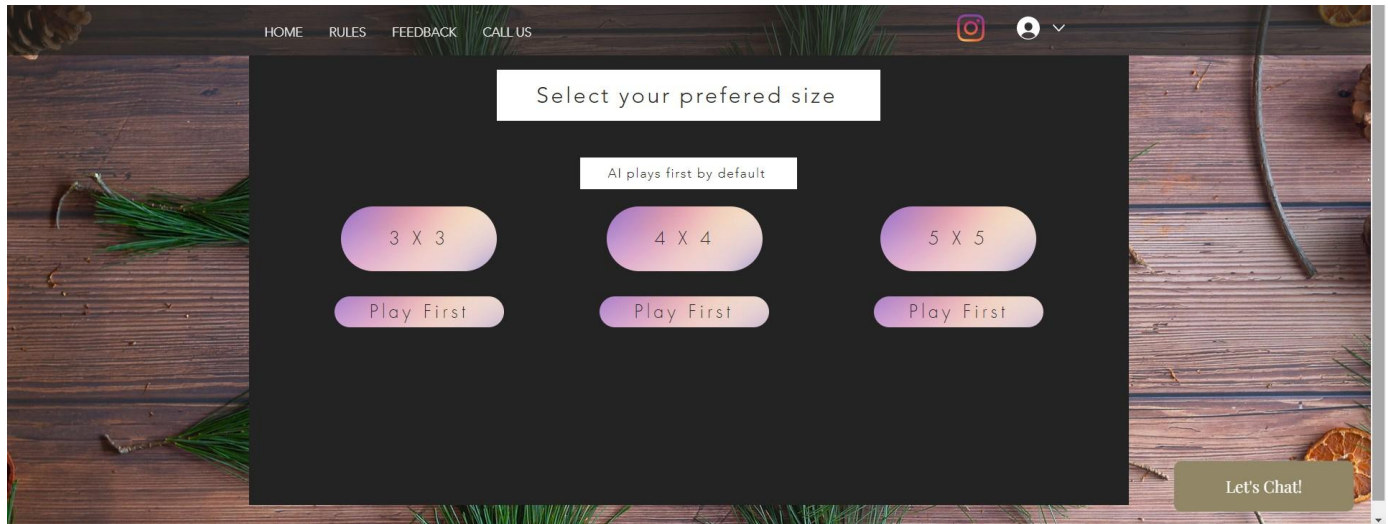 HOME RULES FEEDBACK CALL US
Select your prefered size
AI plays first by default
3 X 3 4 X 4 5 X 5
Play First Play First Play First
Let's Chat!